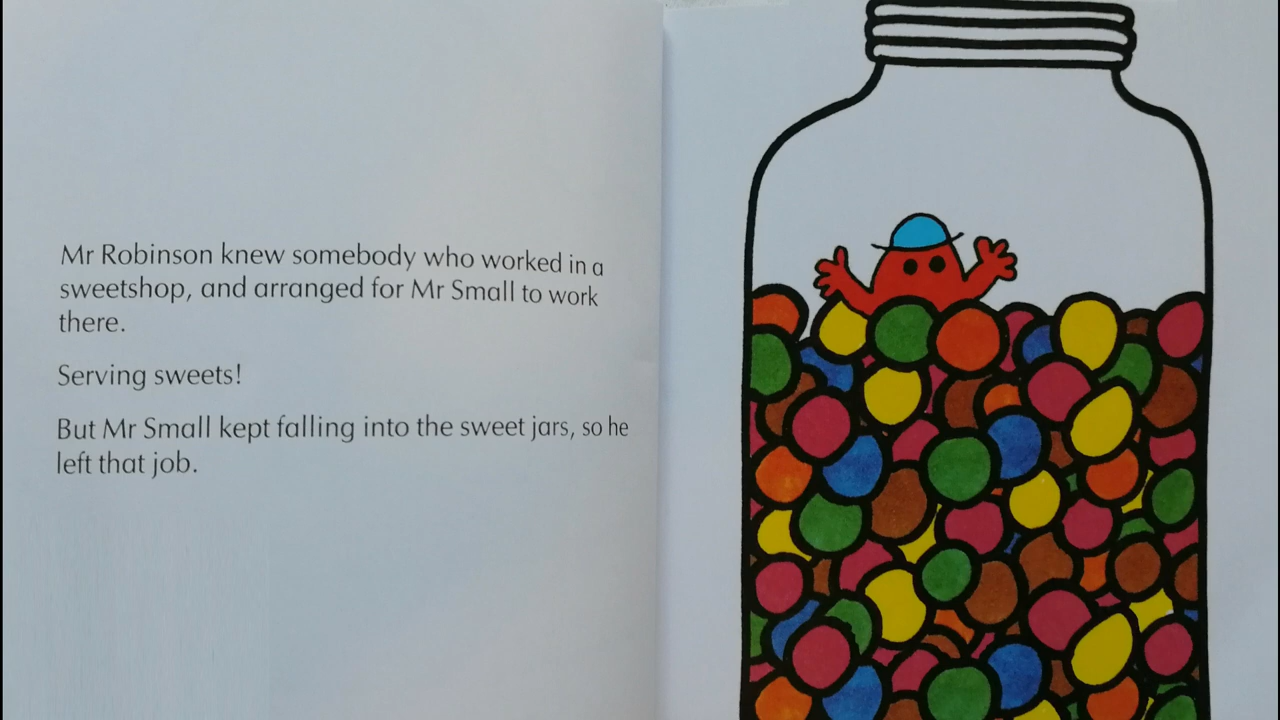 Mr Robinson knew somebody who worked in a
sweetshop, and arranged for Mr Small to work
there.
Serving sweets!
But Mr Small kept falling into the sweet jars, so he
left that job.